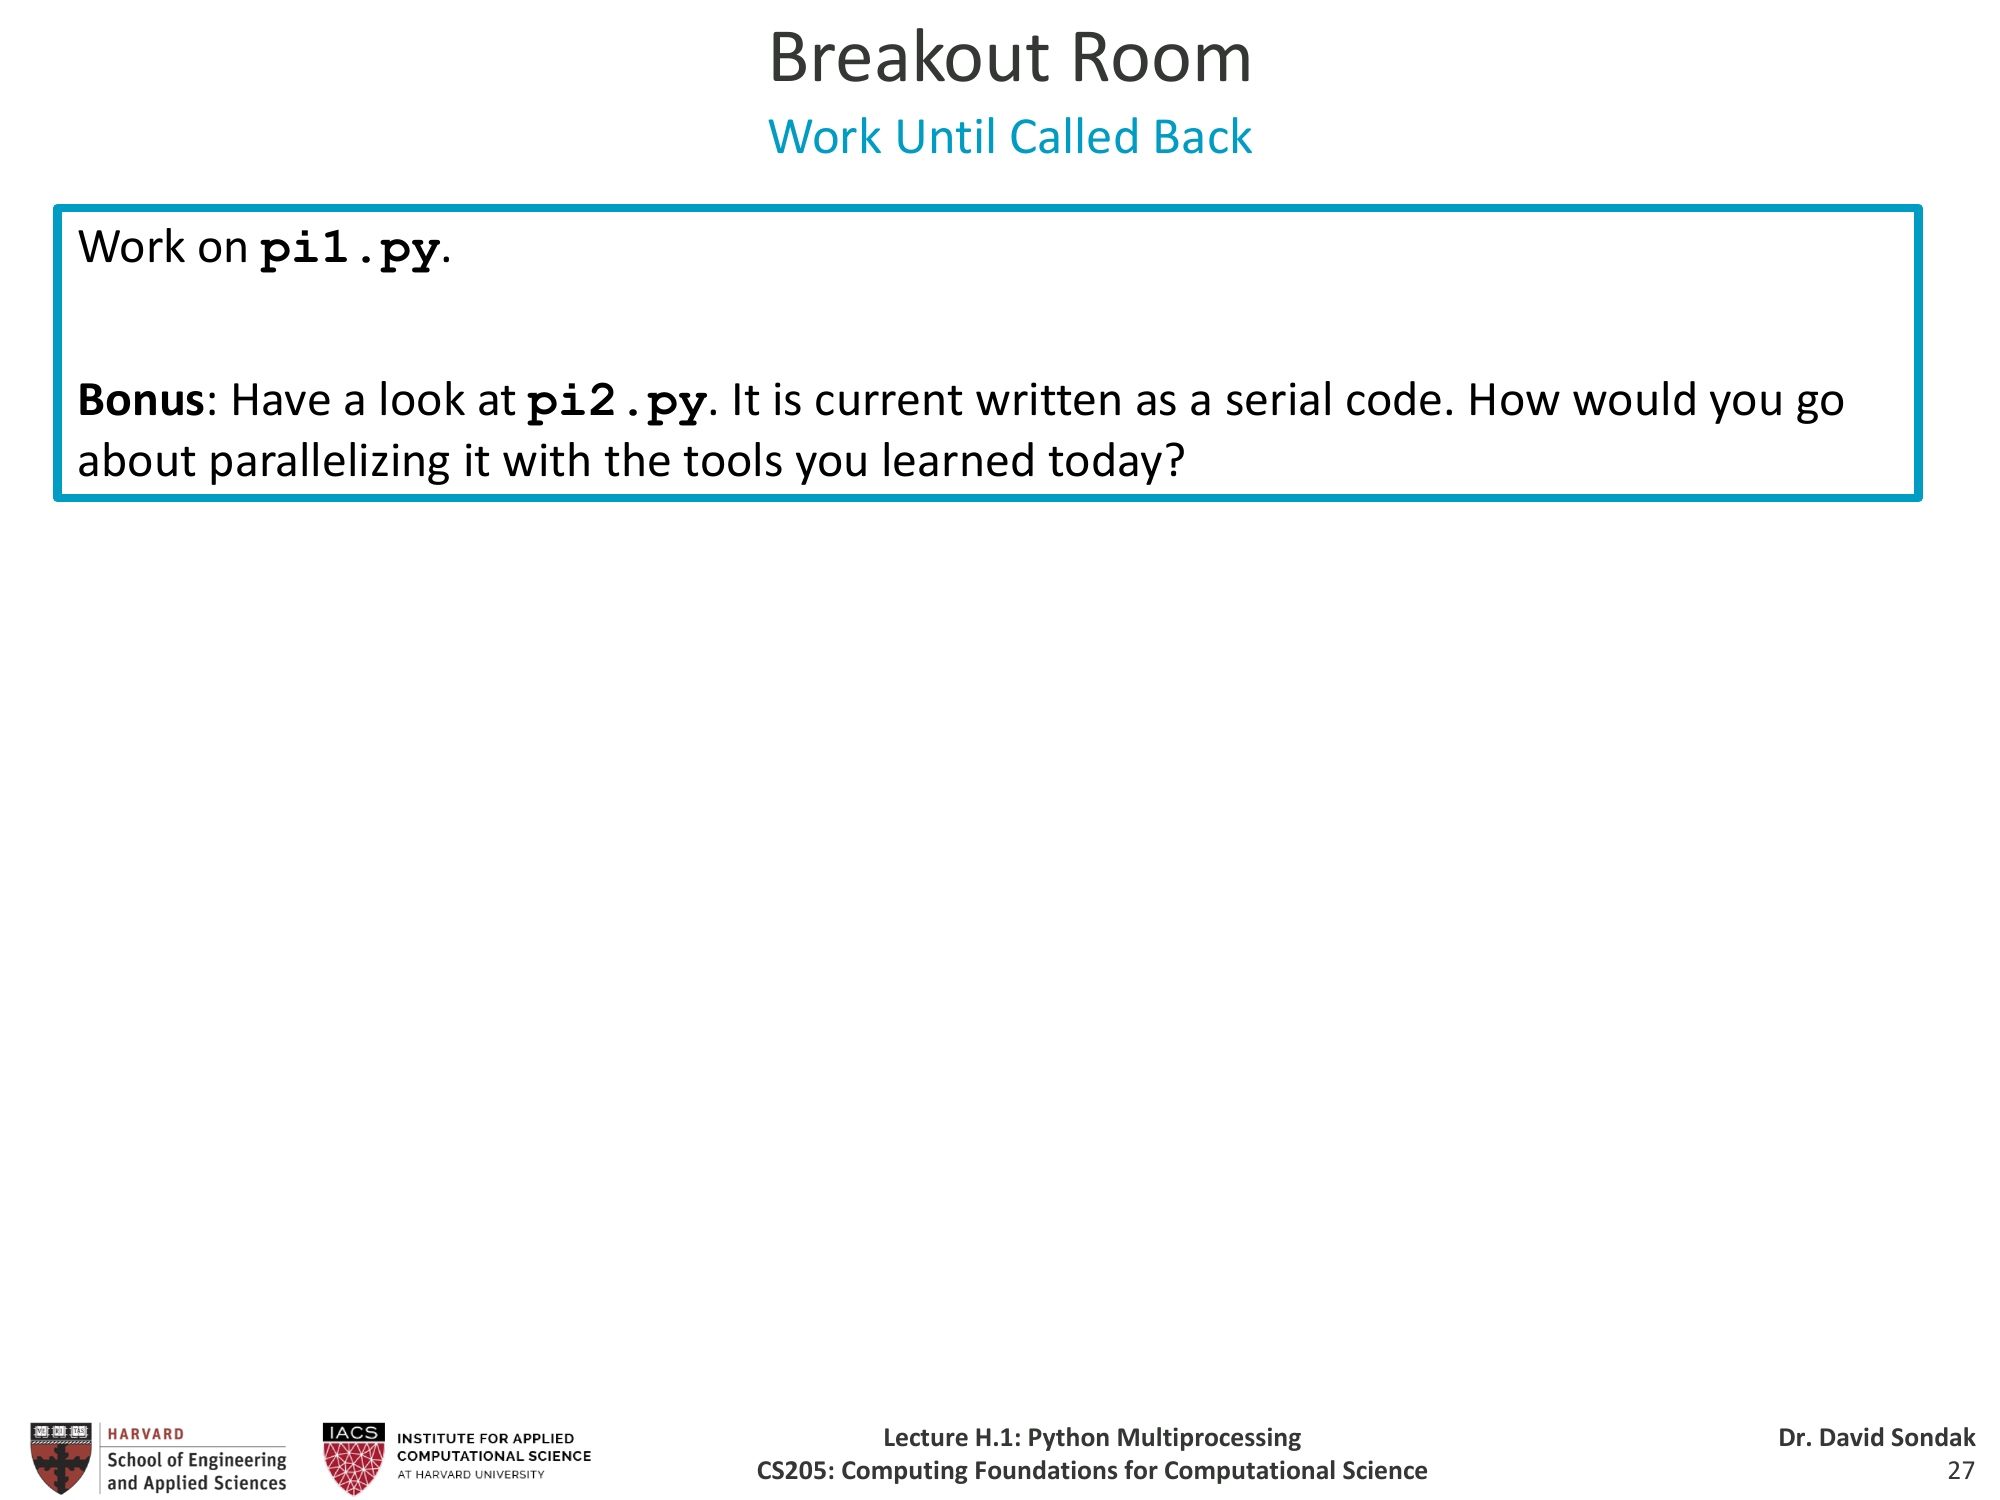 Breakout Room
Work Until Called Back
Work on pi1.py.
Bonus: Have a look at pi2.py. It is current written as a serial code. How would you go
about parallelizing it with the tools you learned today?
HARVARD
School of Engineering
and Applied Sciences
IACS
INSTITUTE FOR APPLIED
COMPUTATIONAL SCIENCE
AT HARVARD UNIVERSITY
Lecture H.1: Python Multiprocessing
CS205: Computing Foundations for Computational Science
Dr. David Sondak
27